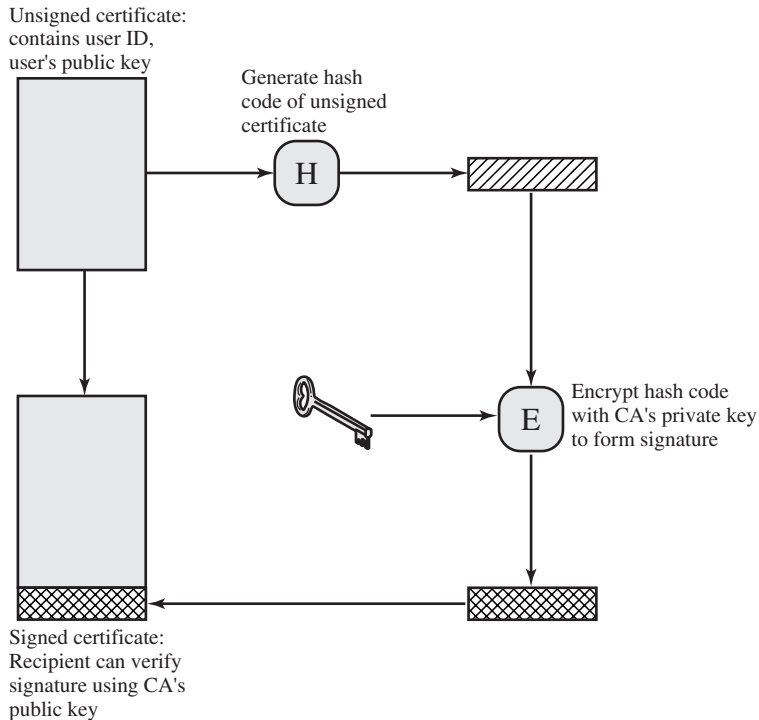 Unsigned certificate:
contains user ID,
user's public key
Generate hash
code of unsigned
certificate
H
E
Encrypt hash code
with CA's private key
to form signature
Signed certificate:
Recipient can verify
signature using CA's
public key